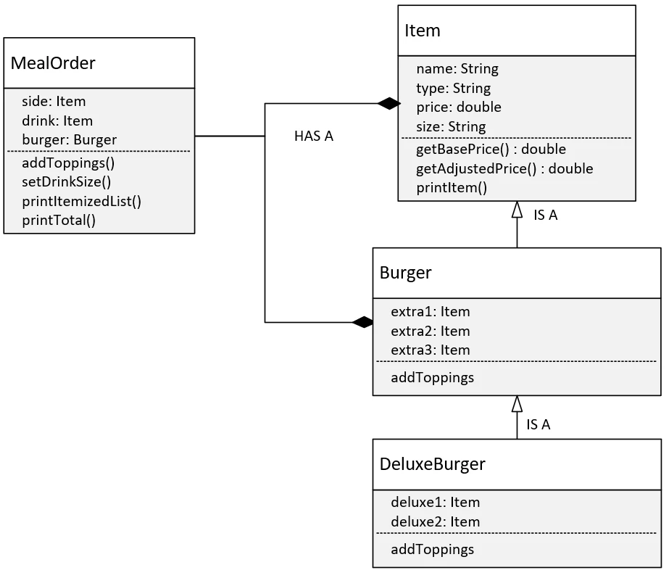 MealOrder
side: Item
drink: Item
burger: Burger
addToppings()
setDrinkSize()
printItemizedList()
printTotal()
HAS A
Item
name: String
type: String
price: double
size: String
getBasePrice() : double
getAdjustedPrice() : double
printItem()
IS A
Burger
extra1: Item
extra2: Item
extra3: Item
addToppings
IS A
DeluxeBurger
deluxe1: Item
deluxe2: Item
addToppings